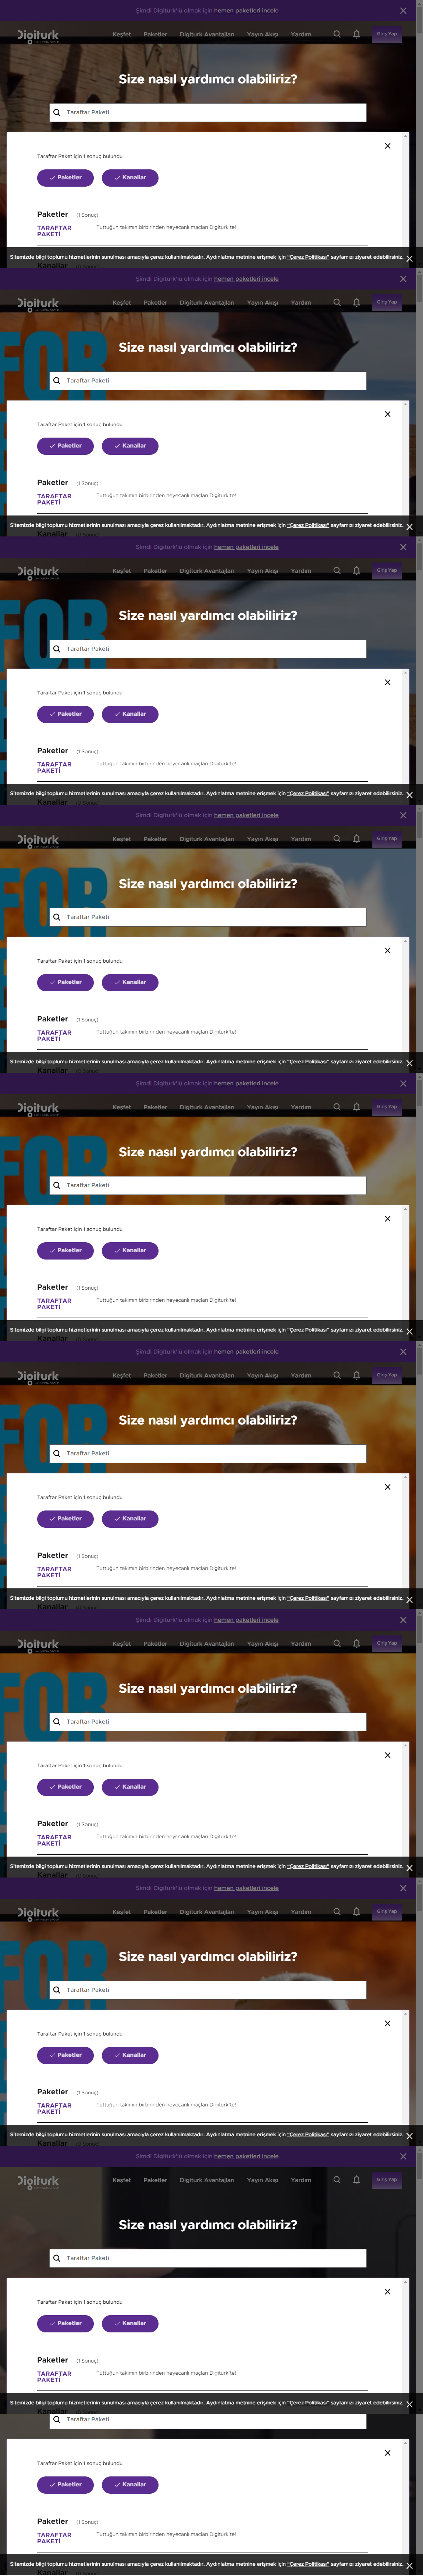 Şimdi Digiturk'lü olmak için hemen paketleri incele
Digiturk Keşfet Paketler Digiturk Avantajları Yayın Akışı Yardım Giriş Yap
Size nasıl yardımcı olabiliriz?
Taraftar Paketi
Taraftar Paketi için 1 sonuç bulundu
Paketler Kanallar
Paketler (1 Sonuç)
TARAFTAR PAKETİ Tuttuğun takımın birbirinden heyecanlı maçları Digiturk'te!
Sitemizde bilgi toplumu hizmetlerinin sunulması amacıyla çerez kullanılmaktadır. Aydınlatma metnine erişmek için "Çerez Politikası" sayfamızı ziyaret edebilirsiniz.
Kanallar
Şimdi Digiturk'lü olmak için hemen paketleri incele
Digiturk Keşfet Paketler Digiturk Avantajları Yayın Akışı Yardım Giriş Yap
FOR
Size nasıl yardımcı olabiliriz?
Taraftar Paketi
Taraftar Paketi için 1 sonuç bulundu
Paketler Kanallar
Paketler (1 Sonuç)
TARAFTAR PAKETİ Tuttuğun takımın birbirinden heyecanlı maçları Digiturk'te!
Sitemizde bilgi toplumu hizmetlerinin sunulması amacıyla çerez kullanılmaktadır. Aydınlatma metnine erişmek için "Çerez Politikası" sayfamızı ziyaret edebilirsiniz.
Kanallar
Şimdi Digiturk'lü olmak için hemen paketleri incele
Digiturk Keşfet Paketler Digiturk Avantajları Yayın Akışı Yardım Giriş Yap
FOR
Size nasıl yardımcı olabiliriz?
Taraftar Paketi
Taraftar Paketi için 1 sonuç bulundu
Paketler Kanallar
Paketler (1 Sonuç)
TARAFTAR PAKETİ Tuttuğun takımın birbirinden heyecanlı maçları Digiturk'te!
Sitemizde bilgi toplumu hizmetlerinin sunulması amacıyla çerez kullanılmaktadır. Aydınlatma metnine erişmek için "Çerez Politikası" sayfamızı ziyaret edebilirsiniz.
Kanallar
Şimdi Digiturk'lü olmak için hemen paketleri incele
Digiturk Keşfet Paketler Digiturk Avantajları Yayın Akışı Yardım Giriş Yap
FOR
Size nasıl yardımcı olabiliriz?
Taraftar Paketi
Taraftar Paketi için 1 sonuç bulundu
Paketler Kanallar
Paketler (1 Sonuç)
TARAFTAR PAKETİ Tuttuğun takımın birbirinden heyecanlı maçları Digiturk'te!
Sitemizde bilgi toplumu hizmetlerinin sunulması amacıyla çerez kullanılmaktadır. Aydınlatma metnine erişmek için "Çerez Politikası" sayfamızı ziyaret edebilirsiniz.
Kanallar
Şimdi Digiturk'lü olmak için hemen paketleri incele
Digiturk Keşfet Paketler Digiturk Avantajları Yayın Akışı Yardım Giriş Yap
FOR
Size nasıl yardımcı olabiliriz?
Taraftar Paketi
Taraftar Paketi için 1 sonuç bulundu
Paketler Kanallar
Paketler (1 Sonuç)
TARAFTAR PAKETİ Tuttuğun takımın birbirinden heyecanlı maçları Digiturk'te!
Sitemizde bilgi toplumu hizmetlerinin sunulması amacıyla çerez kullanılmaktadır. Aydınlatma metnine erişmek için "Çerez Politikası" sayfamızı ziyaret edebilirsiniz.
Kanallar
Şimdi Digiturk'lü olmak için hemen paketleri incele
Digiturk Keşfet Paketler Digiturk Avantajları Yayın Akışı Yardım Giriş Yap
FOR
Size nasıl yardımcı olabiliriz?
Taraftar Paketi
Taraftar Paketi için 1 sonuç bulundu
Paketler Kanallar
Paketler (1 Sonuç)
TARAFTAR PAKETİ Tuttuğun takımın birbirinden heyecanlı maçları Digiturk'te!
Sitemizde bilgi toplumu hizmetlerinin sunulması amacıyla çerez kullanılmaktadır. Aydınlatma metnine erişmek için "Çerez Politikası" sayfamızı ziyaret edebilirsiniz.
Kanallar
Şimdi Digiturk'lü olmak için hemen paketleri incele
Digiturk Keşfet Paketler Digiturk Avantajları Yayın Akışı Yardım Giriş Yap
FOR
Size nasıl yardımcı olabiliriz?
Taraftar Paketi
Taraftar Paketi için 1 sonuç bulundu
Paketler Kanallar
Paketler (1 Sonuç)
TARAFTAR PAKETİ Tuttuğun takımın birbirinden heyecanlı maçları Digiturk'te!
Sitemizde bilgi toplumu hizmetlerinin sunulması amacıyla çerez kullanılmaktadır. Aydınlatma metnine erişmek için "Çerez Politikası" sayfamızı ziyaret edebilirsiniz.
Kanallar
Şimdi Digiturk'lü olmak için hemen paketleri incele
Digiturk Keşfet Paketler Digiturk Avantajları Yayın Akışı Yardım Giriş Yap
FOR
Size nasıl yardımcı olabiliriz?
Taraftar Paketi
Taraftar Paketi için 1 sonuç bulundu
Paketler Kanallar
Paketler (1 Sonuç)
TARAFTAR PAKETİ Tuttuğun takımın birbirinden heyecanlı maçları Digiturk'te!
Sitemizde bilgi toplumu hizmetlerinin sunulması amacıyla çerez kullanılmaktadır. Aydınlatma metnine erişmek için "Çerez Politikası" sayfamızı ziyaret edebilirsiniz.
Kanallar
Şimdi Digiturk'lü olmak için hemen paketleri incele
Digiturk Keşfet Paketler Digiturk Avantajları Yayın Akışı Yardım Giriş Yap
Size nasıl yardımcı olabiliriz?
Taraftar Paketi
Taraftar Paketi için 1 sonuç bulundu
Paketler Kanallar
Paketler (1 Sonuç)
TARAFTAR PAKETİ Tuttuğun takımın birbirinden heyecanlı maçları Digiturk'te!
Sitemizde bilgi toplumu hizmetlerinin sunulması amacıyla çerez kullanılmaktadır. Aydınlatma metnine erişmek için "Çerez Politikası" sayfamızı ziyaret edebilirsiniz.
Kanallar
Taraftar Paketi
Taraftar Paketi için 1 sonuç bulundu
Paketler Kanallar
Paketler (1 Sonuç)
TARAFTAR PAKETİ Tuttuğun takımın birbirinden heyecanlı maçları Digiturk'te!
Sitemizde bilgi toplumu hizmetlerinin sunulması amacıyla çerez kullanılmaktadır. Aydınlatma metnine erişmek için "Çerez Politikası" sayfamızı ziyaret edebilirsiniz.
Kanallar